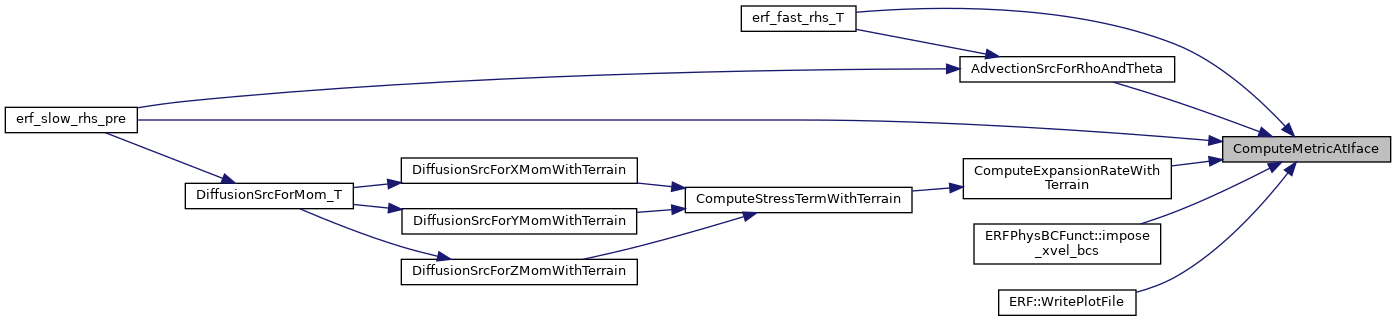 erf_fast_rhs_T
AdvectionSrcForRhoAndTheta
erf_slow_rhs_pre
ComputeMetricAtIface
DiffusionSrcForXMomWithTerrain
ComputeExpansionRateWith
Terrain
DiffusionSrcForMom_T
ComputeStressTermWithTerrain
DiffusionSrcForYMomWithTerrain
ERFPhysBCFunct::impose
_xvel_bcs
DiffusionSrcForZMomWithTerrain
ERF::WritePlotFile